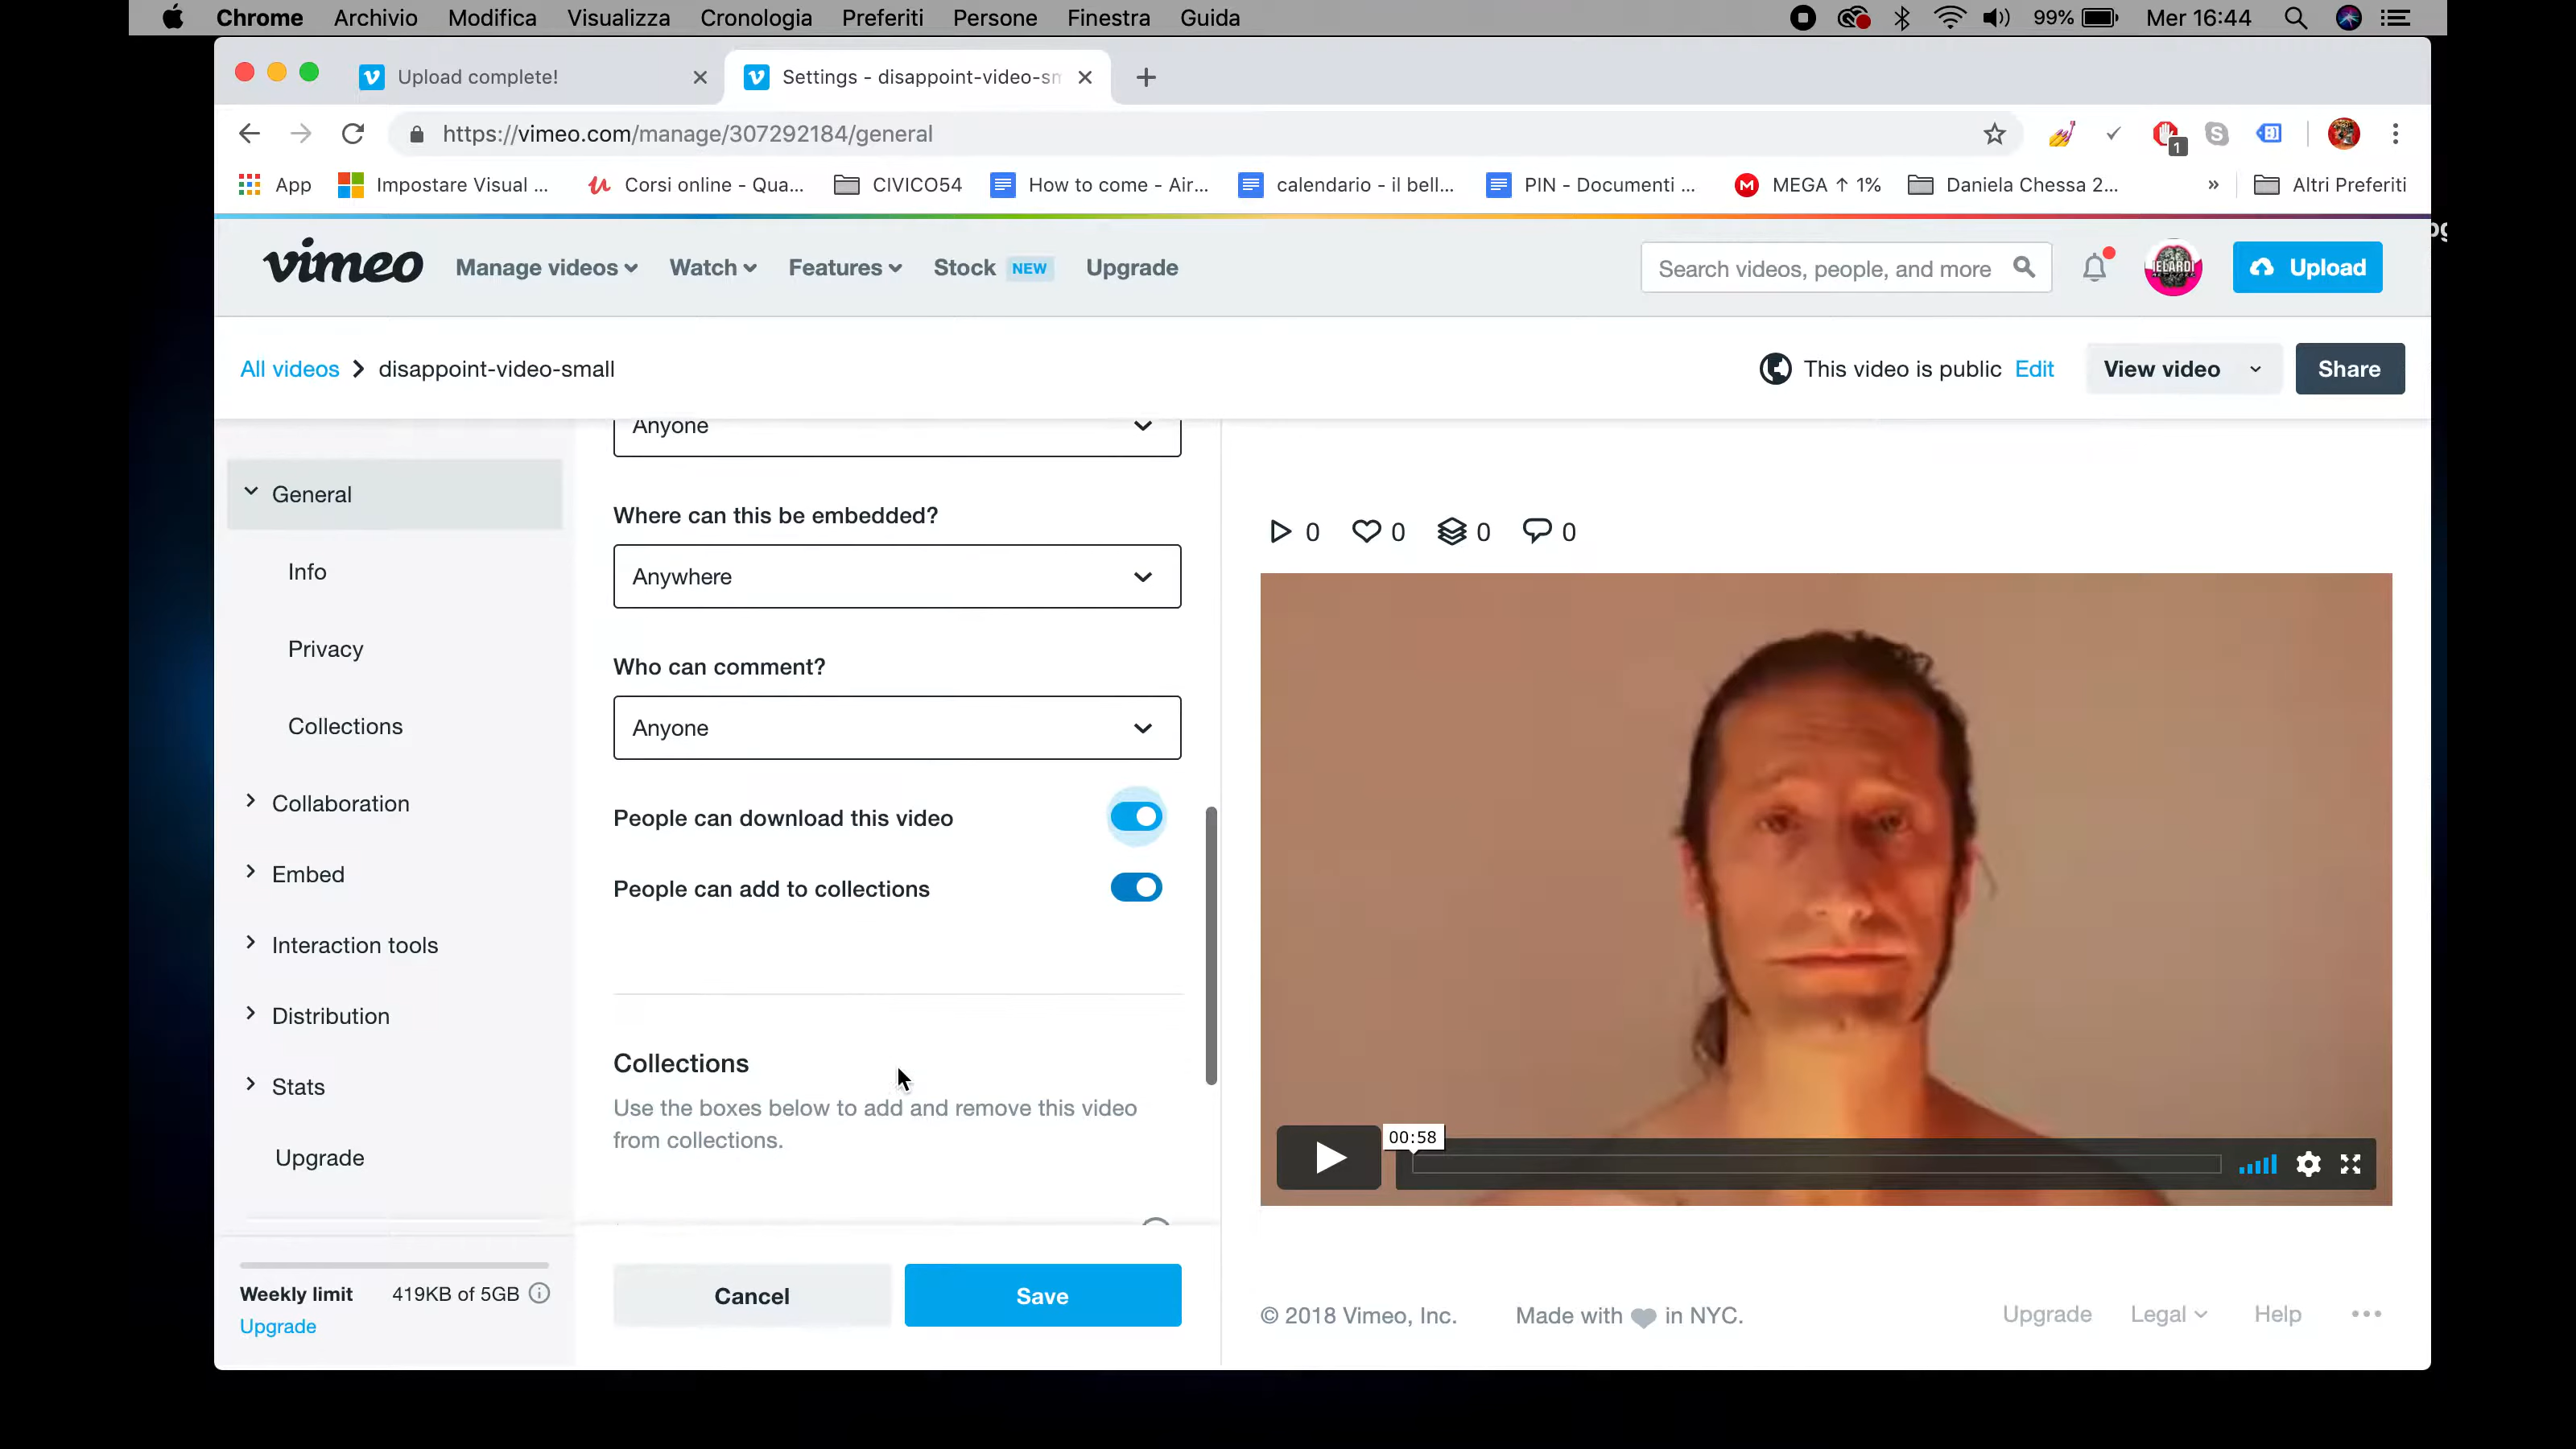 Chrome Archivio Modifica Visualizza Cronologia Preferiti Persone Finestra Guida 99% Mer 16:44
Upload complete! Settings - disappoint-video-sm
https://vimeo.com/manage/307292184/general 1
App Impostare Visual ... Corsi online - Qua... CIVICO54 How to come - Air... calendario - il bell... PIN - Documenti ... MEGA ↑ 1% Daniela Chessa 2... » Altri Preferiti
vimeo Manage videos Watch Features Stock NEW Upgrade Search videos, people, and more Upload
All videos > disappoint-video-small This video is public Edit View video Share
General
Info
Privacy
Collections
Collaboration
Embed
Interaction tools
Distribution
Stats
Upgrade
Weekly limit 419KB of 5GB
Upgrade
Anyone
Where can this be embedded?
Anywhere
Who can comment?
Anyone
People can download this video
People can add to collections
Collections
Use the boxes below to add and remove this video
from collections.
Cancel Save
0 0 0 0
00:58
© 2018 Vimeo, Inc. Made with in NYC. Upgrade Legal Help